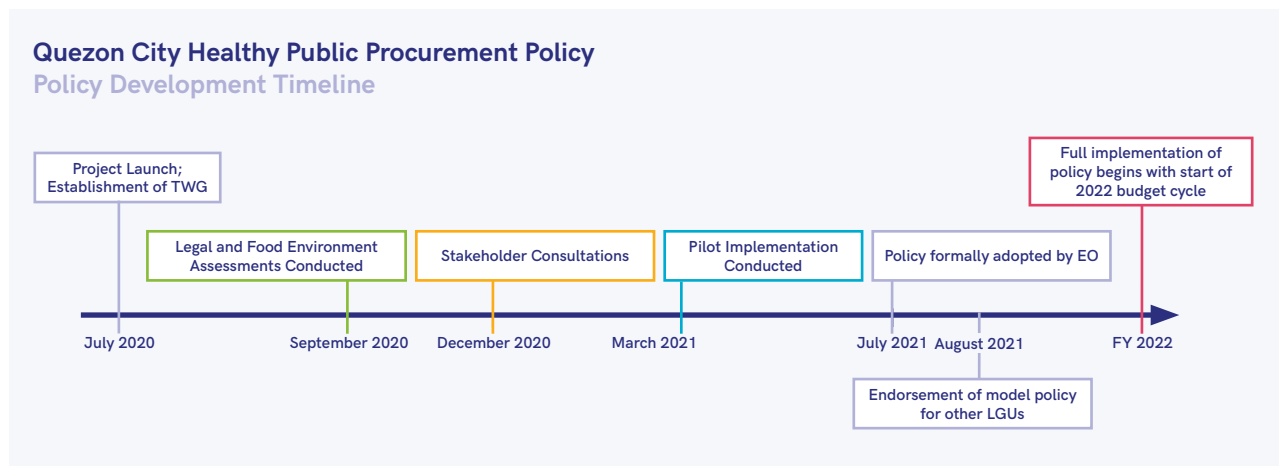 Quezon City Healthy Public Procurement Policy
Policy Development Timeline
Project Launch;
Establishment of TWG
Legal and Food Environment
Assessments Conducted
Stakeholder Consultations
Pilot Implementation
Conducted
Policy formally adopted by EO
Full implementation of
policy begins with start of
2022 budget cycle
July 2020
September 2020
December 2020
March 2021
July 2021
August 2021
FY 2022
Endorsement of model policy
for other LGUs